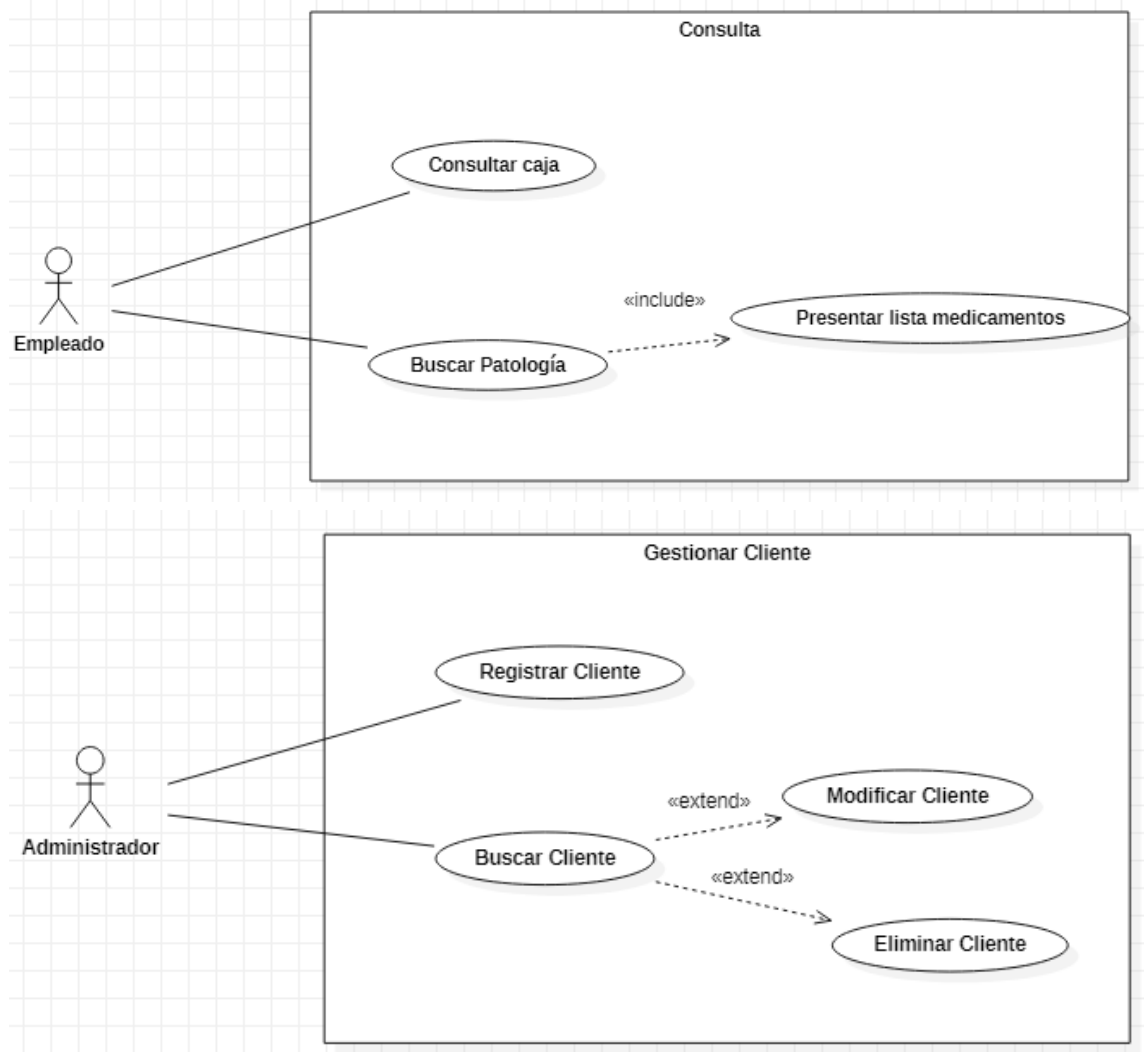 Consulta
Consultar caja
«include»
Presentar lista medicamentos
Empleado
Buscar Patología
Gestionar Cliente
Registrar Cliente
«extend»
Modificar Cliente
Administrador
Buscar Cliente
«extend»
Eliminar Cliente